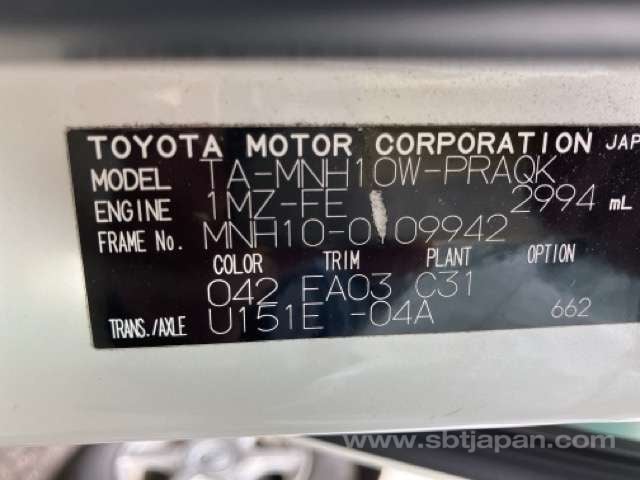 TOYOTA MOTOR CORPORATION JAP
MODEL TA-MNH10W-PRAQK
ENGINE 1MZ-FE 2994 mL
FRAME No. MNH10-0109942
COLOR TRIM PLANT OPTION
042 FA03 C31
TRANS./AXLE U151E -04A 662
www.sbtjapan.com